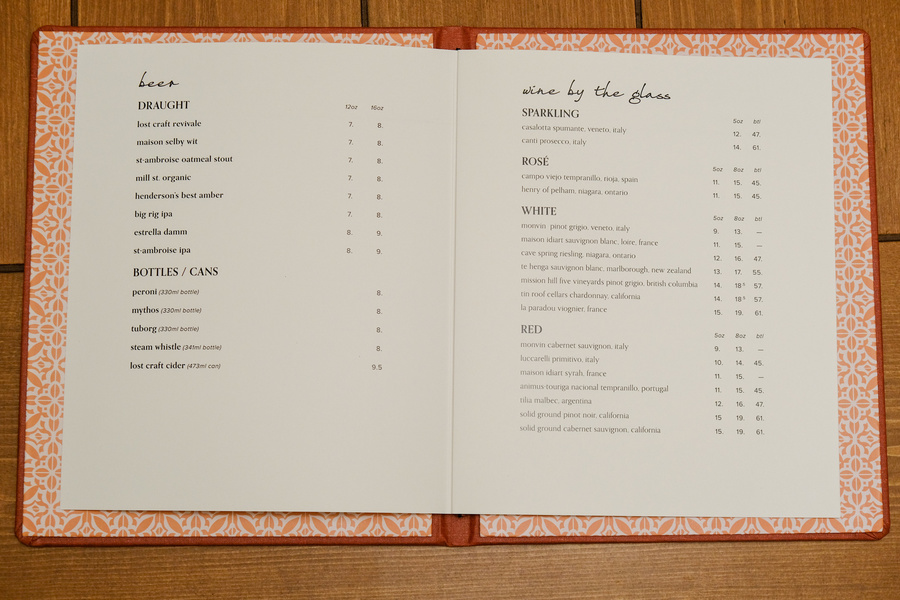 beer
DRAUGHT 12oz 16oz
lost craft revivale 7. 8.
maison selby wit 7. 8.
st-ambroise oatmeal stout 7. 8.
mill st. organic 7. 8.
henderson's best amber 7. 8.
big rig ipa 7. 8.
estrella damm 8. 9.
st-ambroise ipa 8. 9.
BOTTLES / CANS
peroni (330ml bottle) 8.
mythos (330ml bottle) 8.
tuborg (330ml bottle) 8.
steam whistle (341ml bottle) 8.
lost craft cider (473ml can) 9.5
wine by the glass
SPARKLING 5oz btl
casalotta spumante, veneto, italy 12. 47.
canti prosecco, italy 14. 61.
ROSÉ 5oz 8oz btl
campo viejo tempranillo, rioja, spain 11. 15. 45.
henry of pelham, niagara, ontario 11. 15. 45.
WHITE 5oz 8oz btl
monvin pinot grigio, veneto, italy 9. 13. —
maison idiart sauvignon blanc, loire, france 11. 15. —
cave spring riesling, niagara, ontario 12. 16. 47.
te henga sauvignon blanc, marlborough, new zealand 13. 17. 55.
mission hill five vineyards pinot grigio, british columbia 14. 18⁵ 57.
tin roof cellars chardonnay, california 14. 18⁵ 57.
la paradou viognier, france 15. 19. 61.
RED 5oz 8oz btl
monvin cabernet sauvignon, italy 9. 13. —
luccarelli primitivo, italy 10. 14. 45.
maison idiart syrah, france 11. 15. —
animus touriga nacional tempranillo, portugal 11. 15. 45.
tilia malbec, argentina 12. 16. 47.
solid ground pinot noir, california 15 19. 61.
solid ground cabernet sauvignon, california 15. 19. 61.